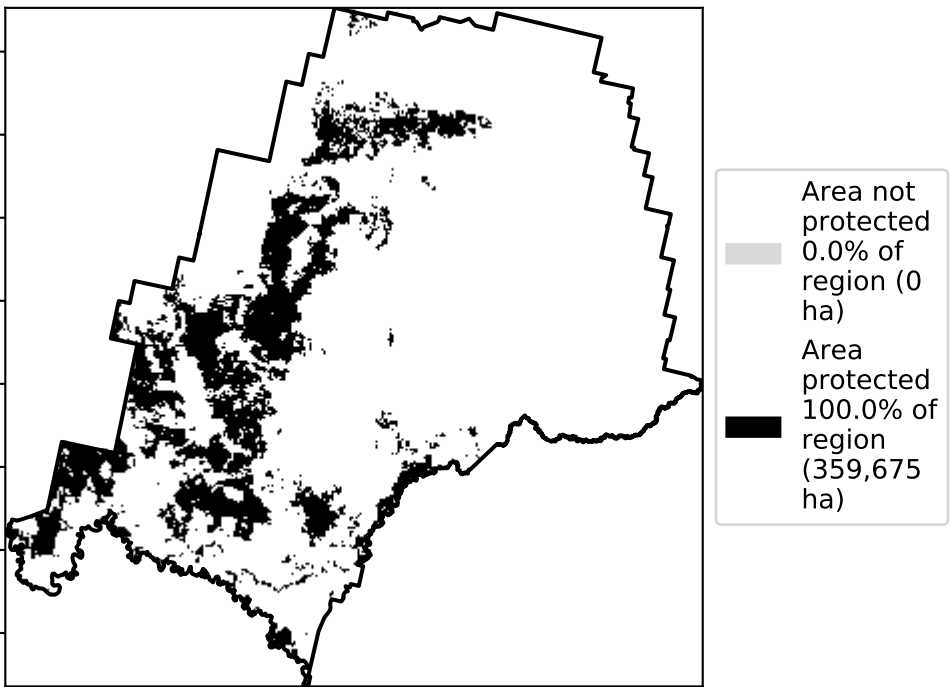 Area not
protected
0.0% of
region (0
ha)
Area
protected
100.0% of
region
(359,675
ha)